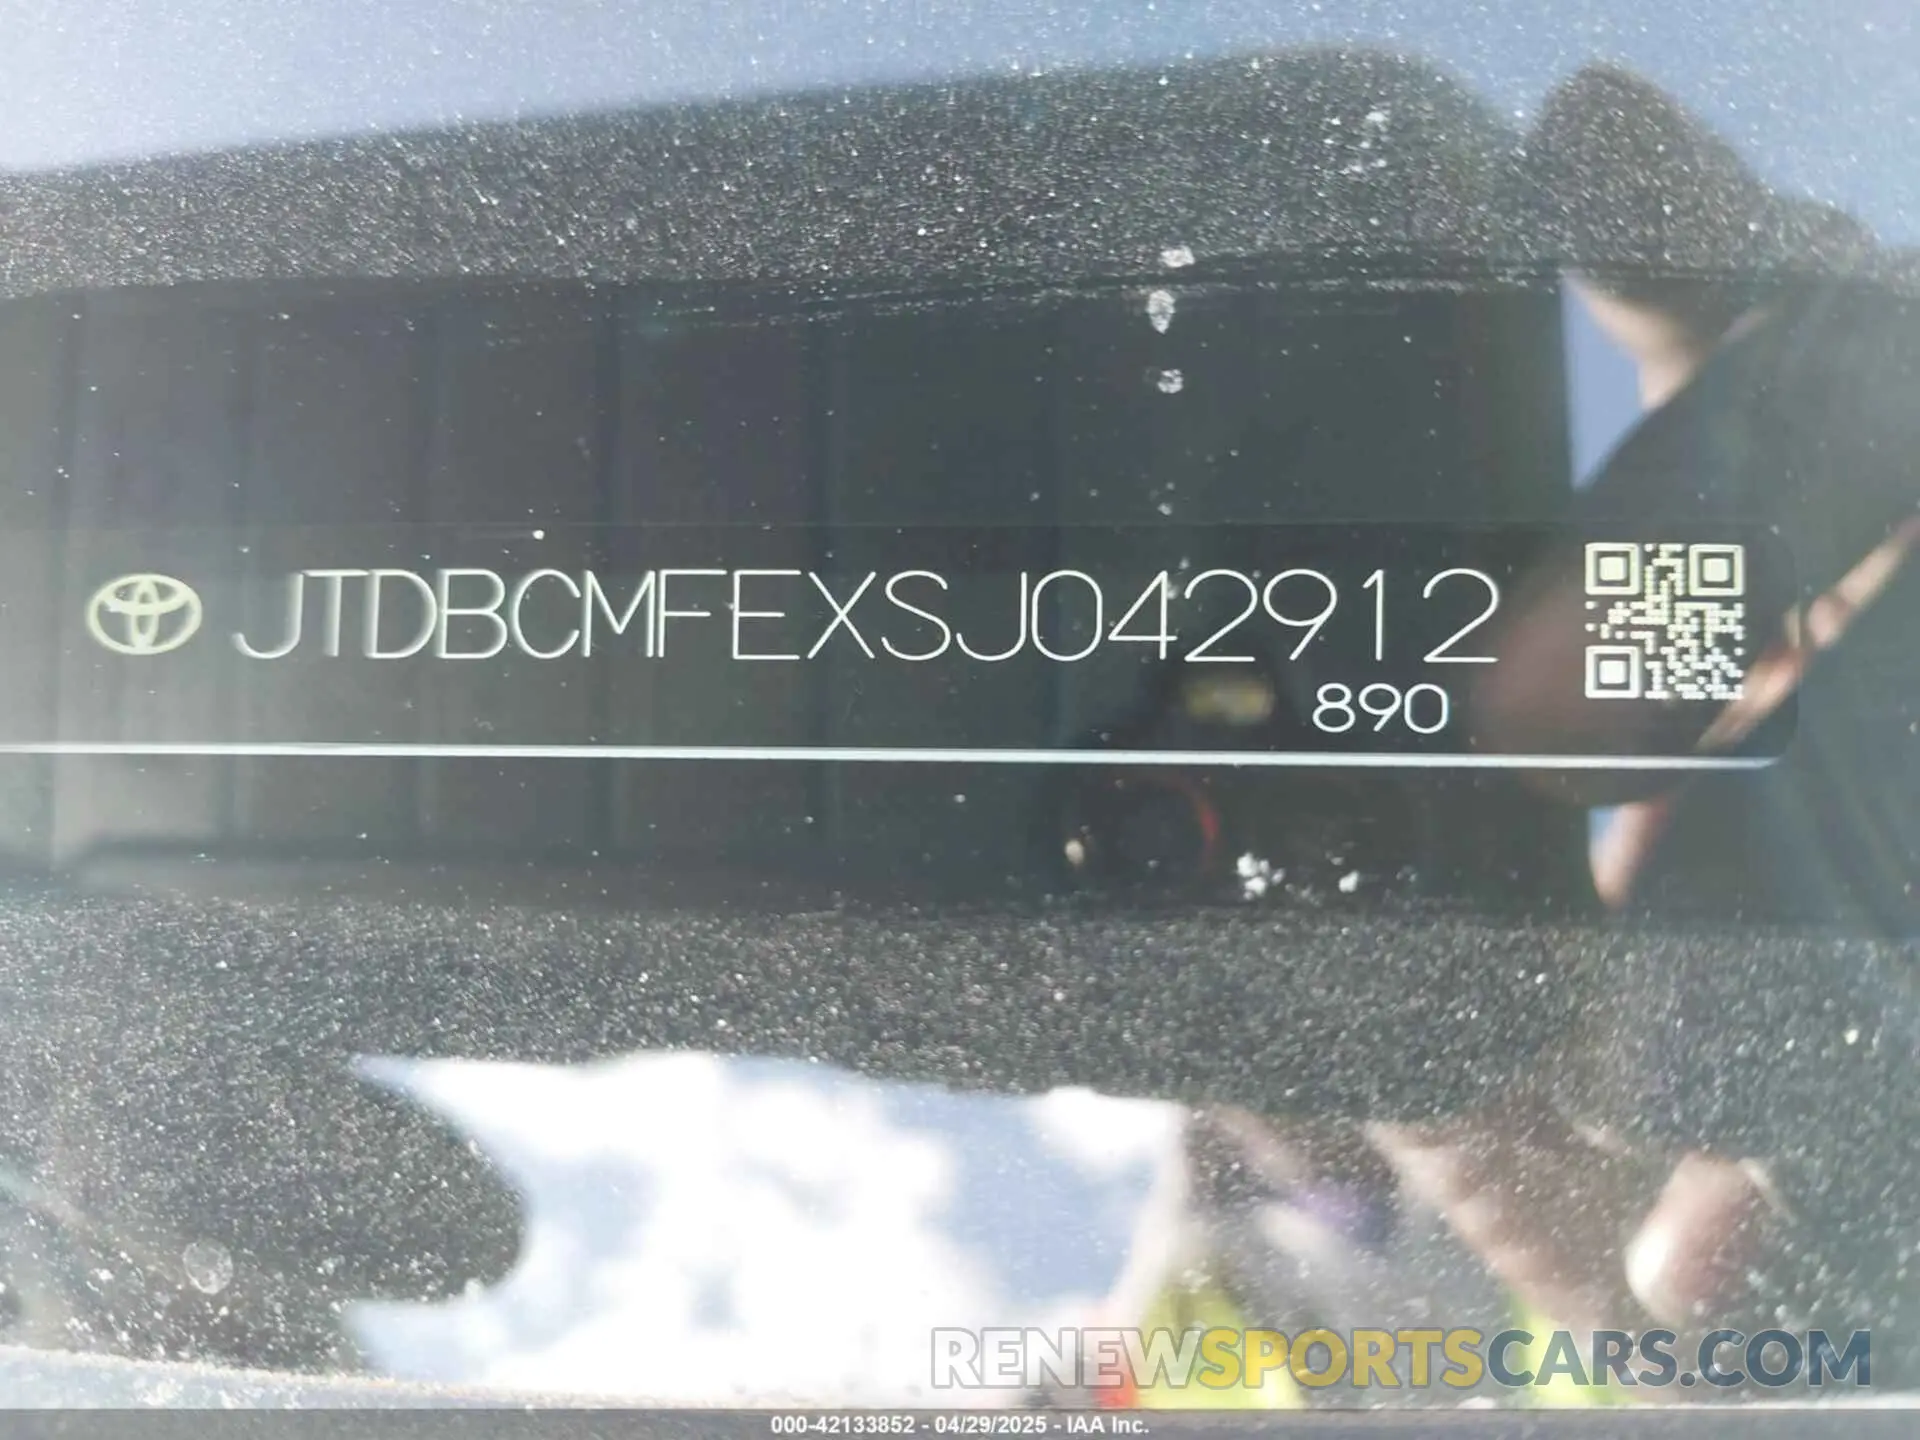 JTDBCMFEXSJ042912
890
RENEWSPORTSCARS.COM
000-42133852 - 04/29/2025 - IAA Inc.